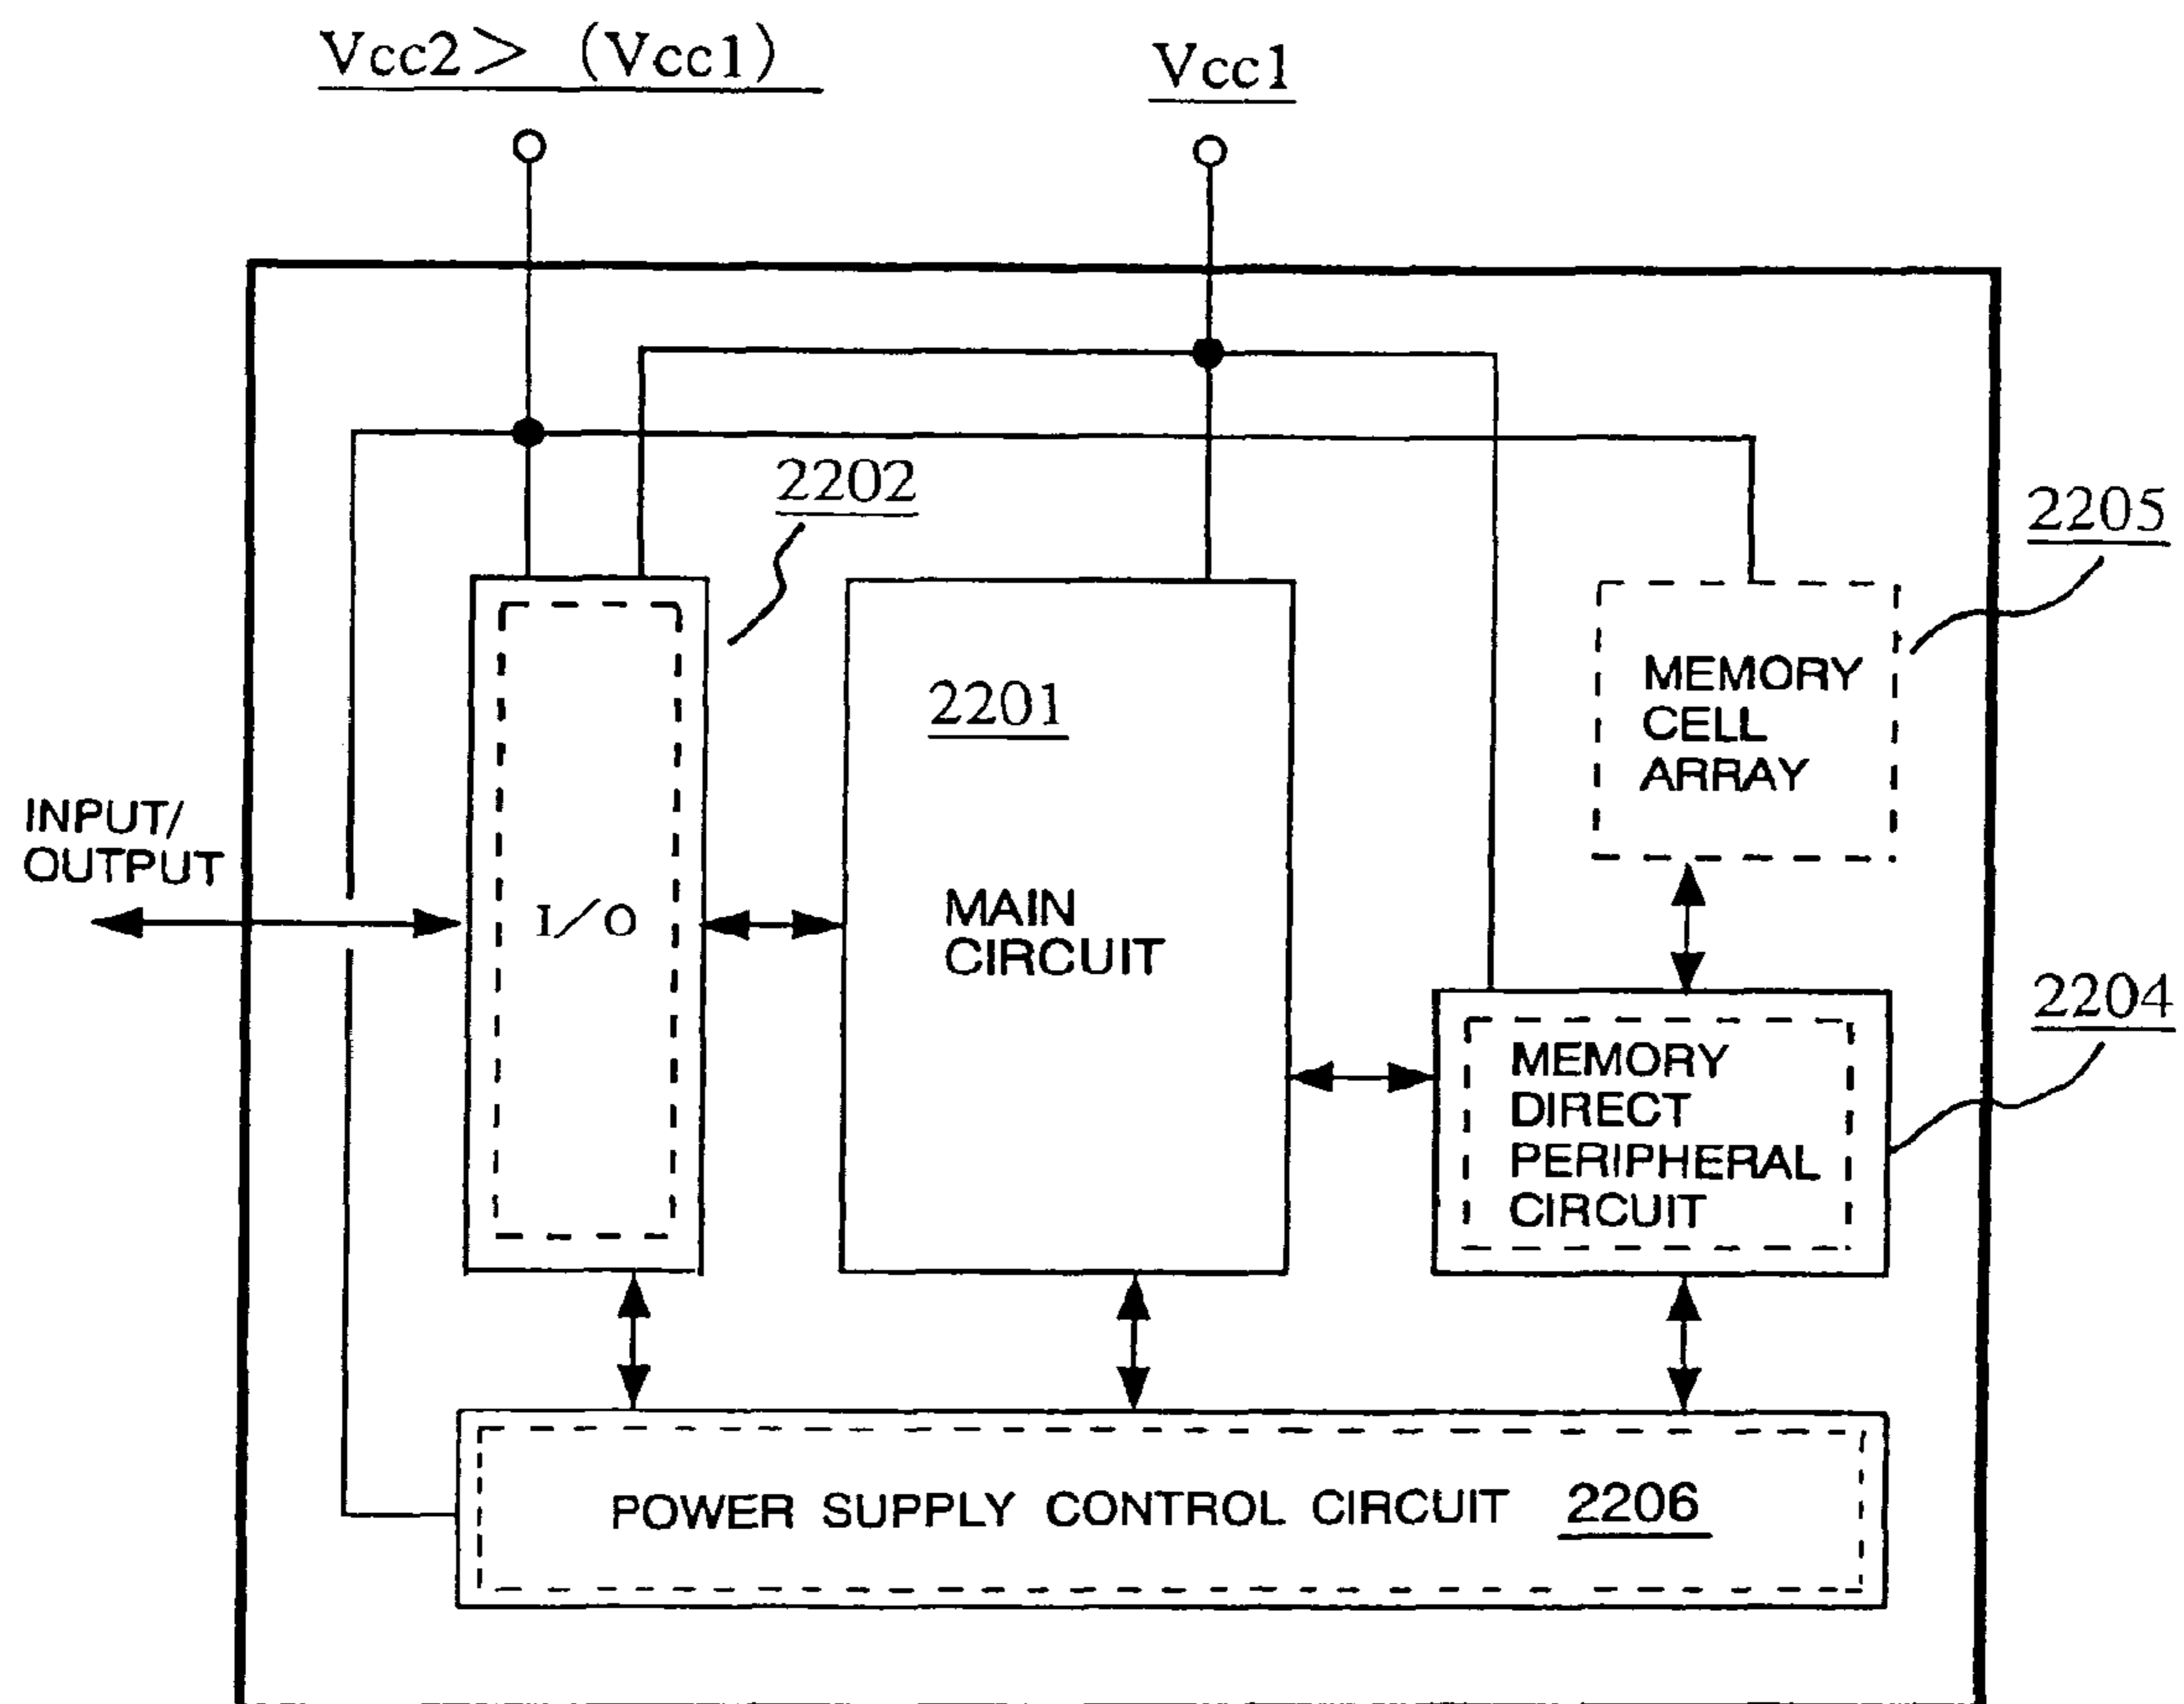 Vcc2> (Vcc1)
Vcc1
2202
2205
2201
MEMORY
CELL
ARRAY
INPUT/
OUTPUT
I/O
MAIN
CIRCUIT
2204
MEMORY
DIRECT
PERIPHERAL
CIRCUIT
POWER SUPPLY CONTROL CIRCUIT 2206